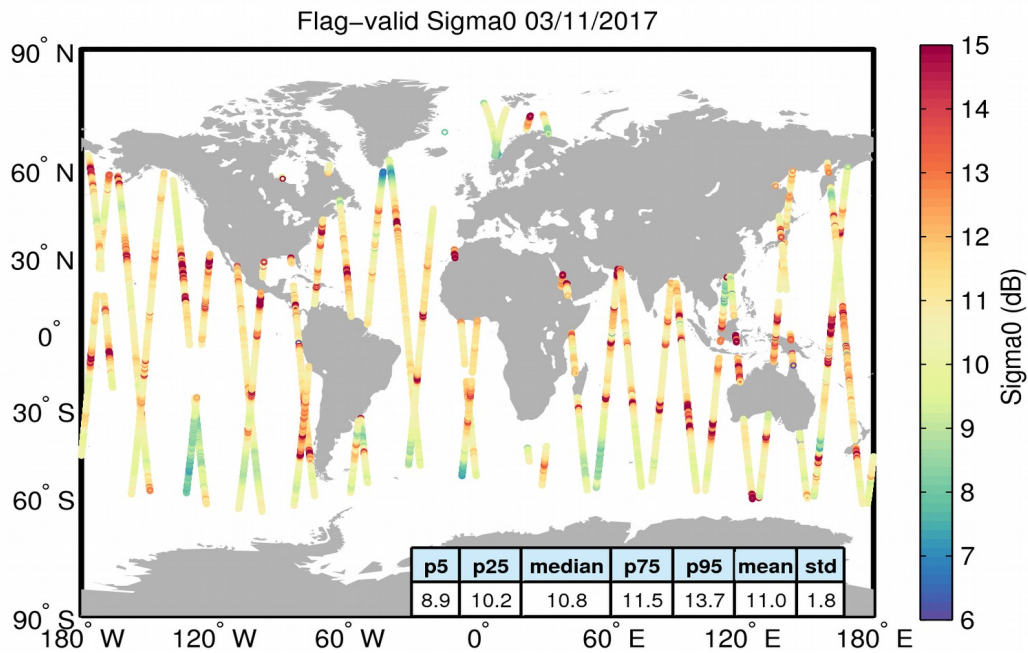 Flag−valid Sigma0 03/11/2017
90° N
60° N
30° N
0°
30° S
60° S
90° S
180° W
120° W
60° W
0°
60° E
120° E
180° E
p5 p25 median p75 p95 mean std
8.9 10.2 10.8 11.5 13.7 11.0 1.8
15
14
13
12
11
10
9
8
7
6
Sigma0 (dB)